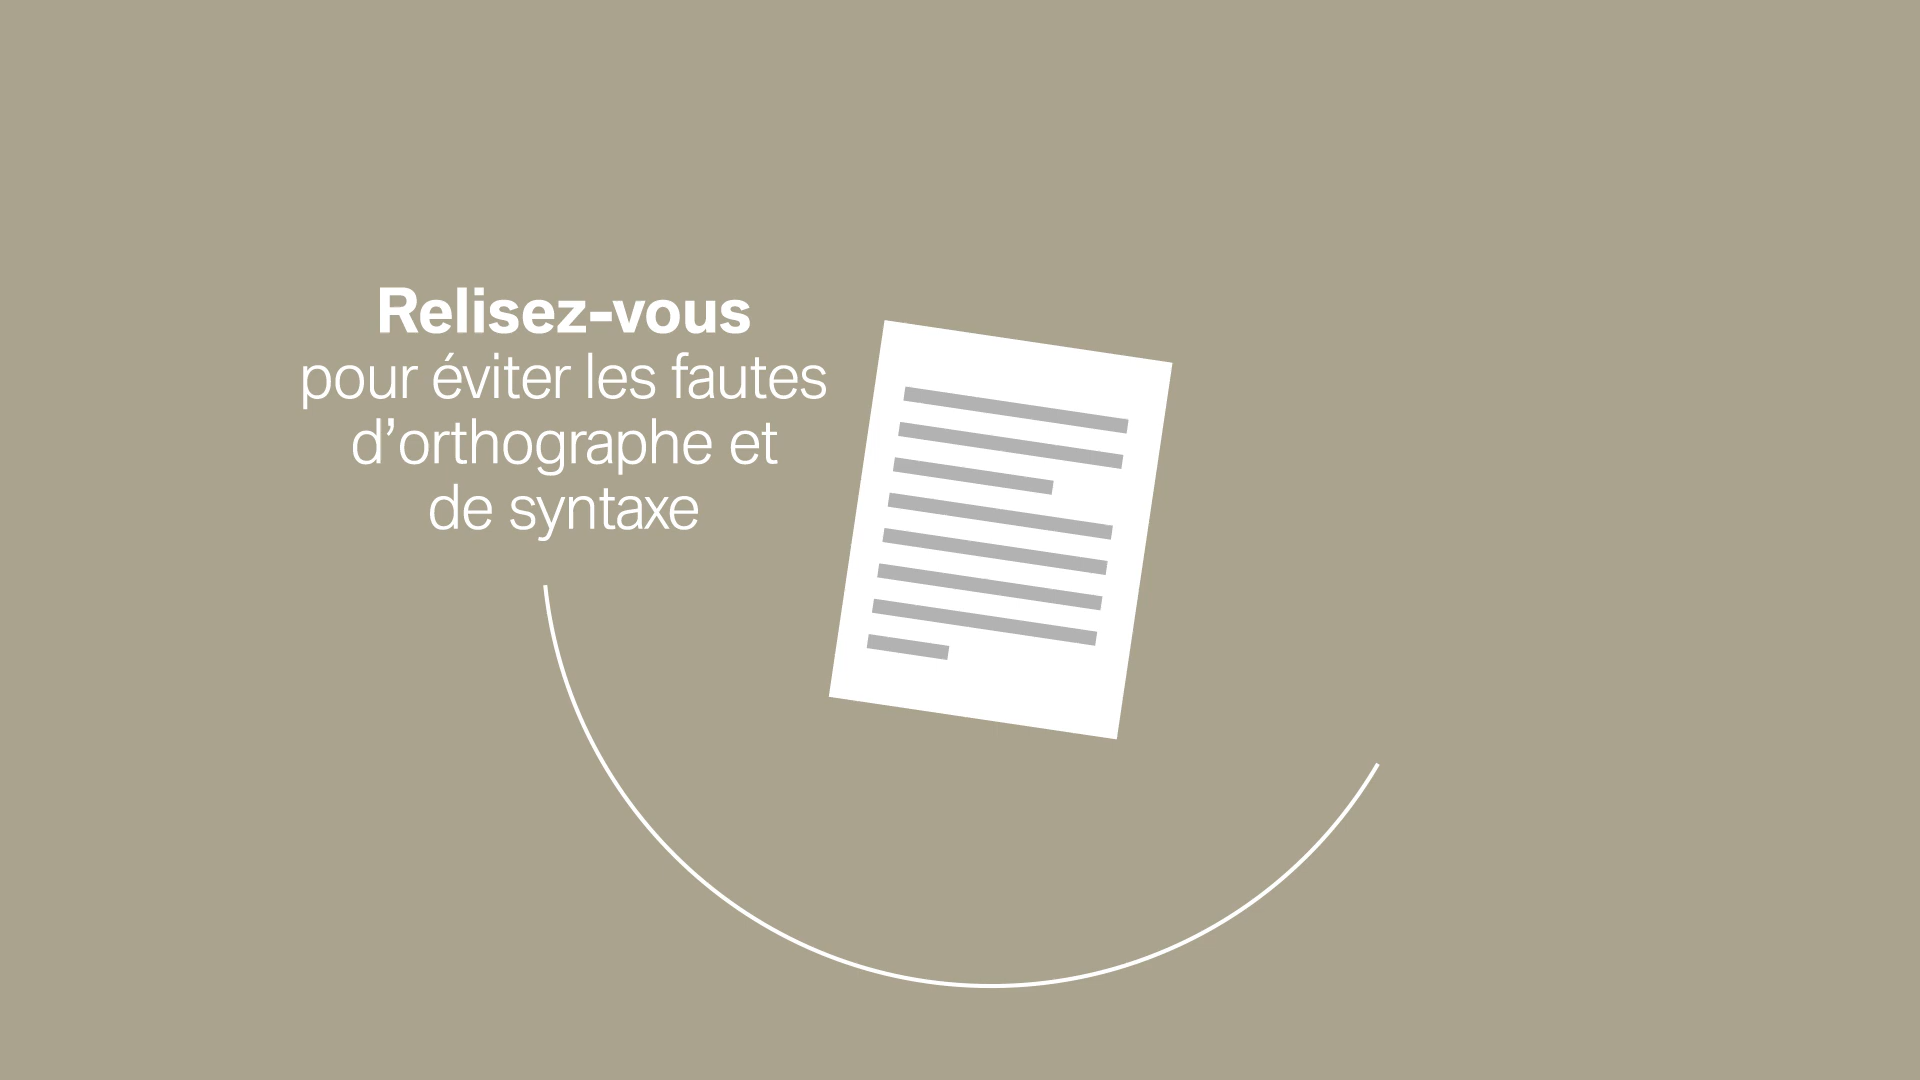 Relisez-vous
pour éviter les fautes
d’orthographe et
de syntaxe